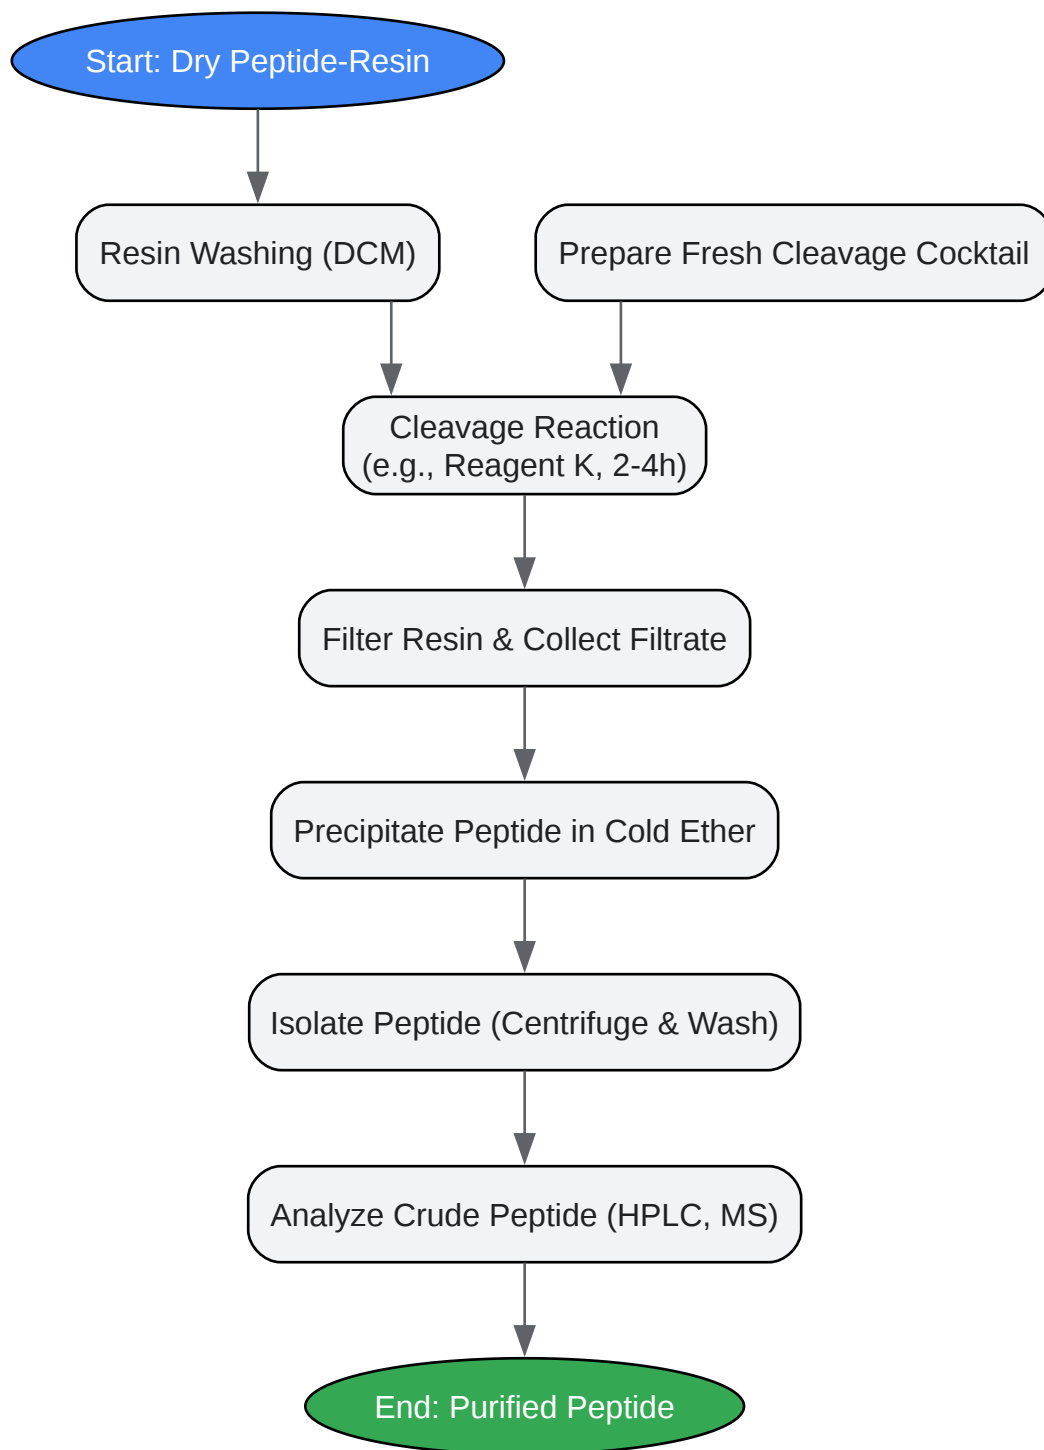 Start: Dry Peptide-Resin
Resin Washing (DCM)
Prepare Fresh Cleavage Cocktail
Cleavage Reaction
(e.g., Reagent K, 2-4h)
Filter Resin & Collect Filtrate
Precipitate Peptide in Cold Ether
Isolate Peptide (Centrifuge & Wash)
Analyze Crude Peptide (HPLC, MS)
End: Purified Peptide